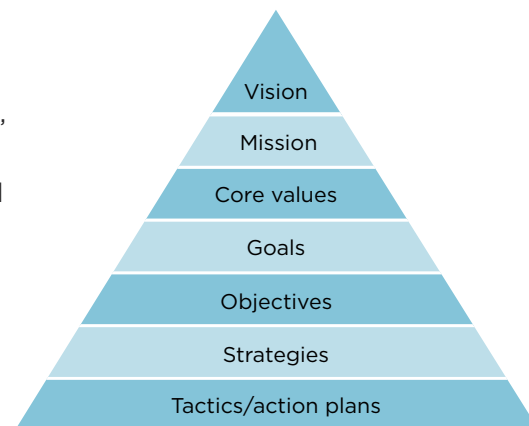 Vision
,
Mission
Core values
Goals
Objectives
Strategies
Tactics/action plans